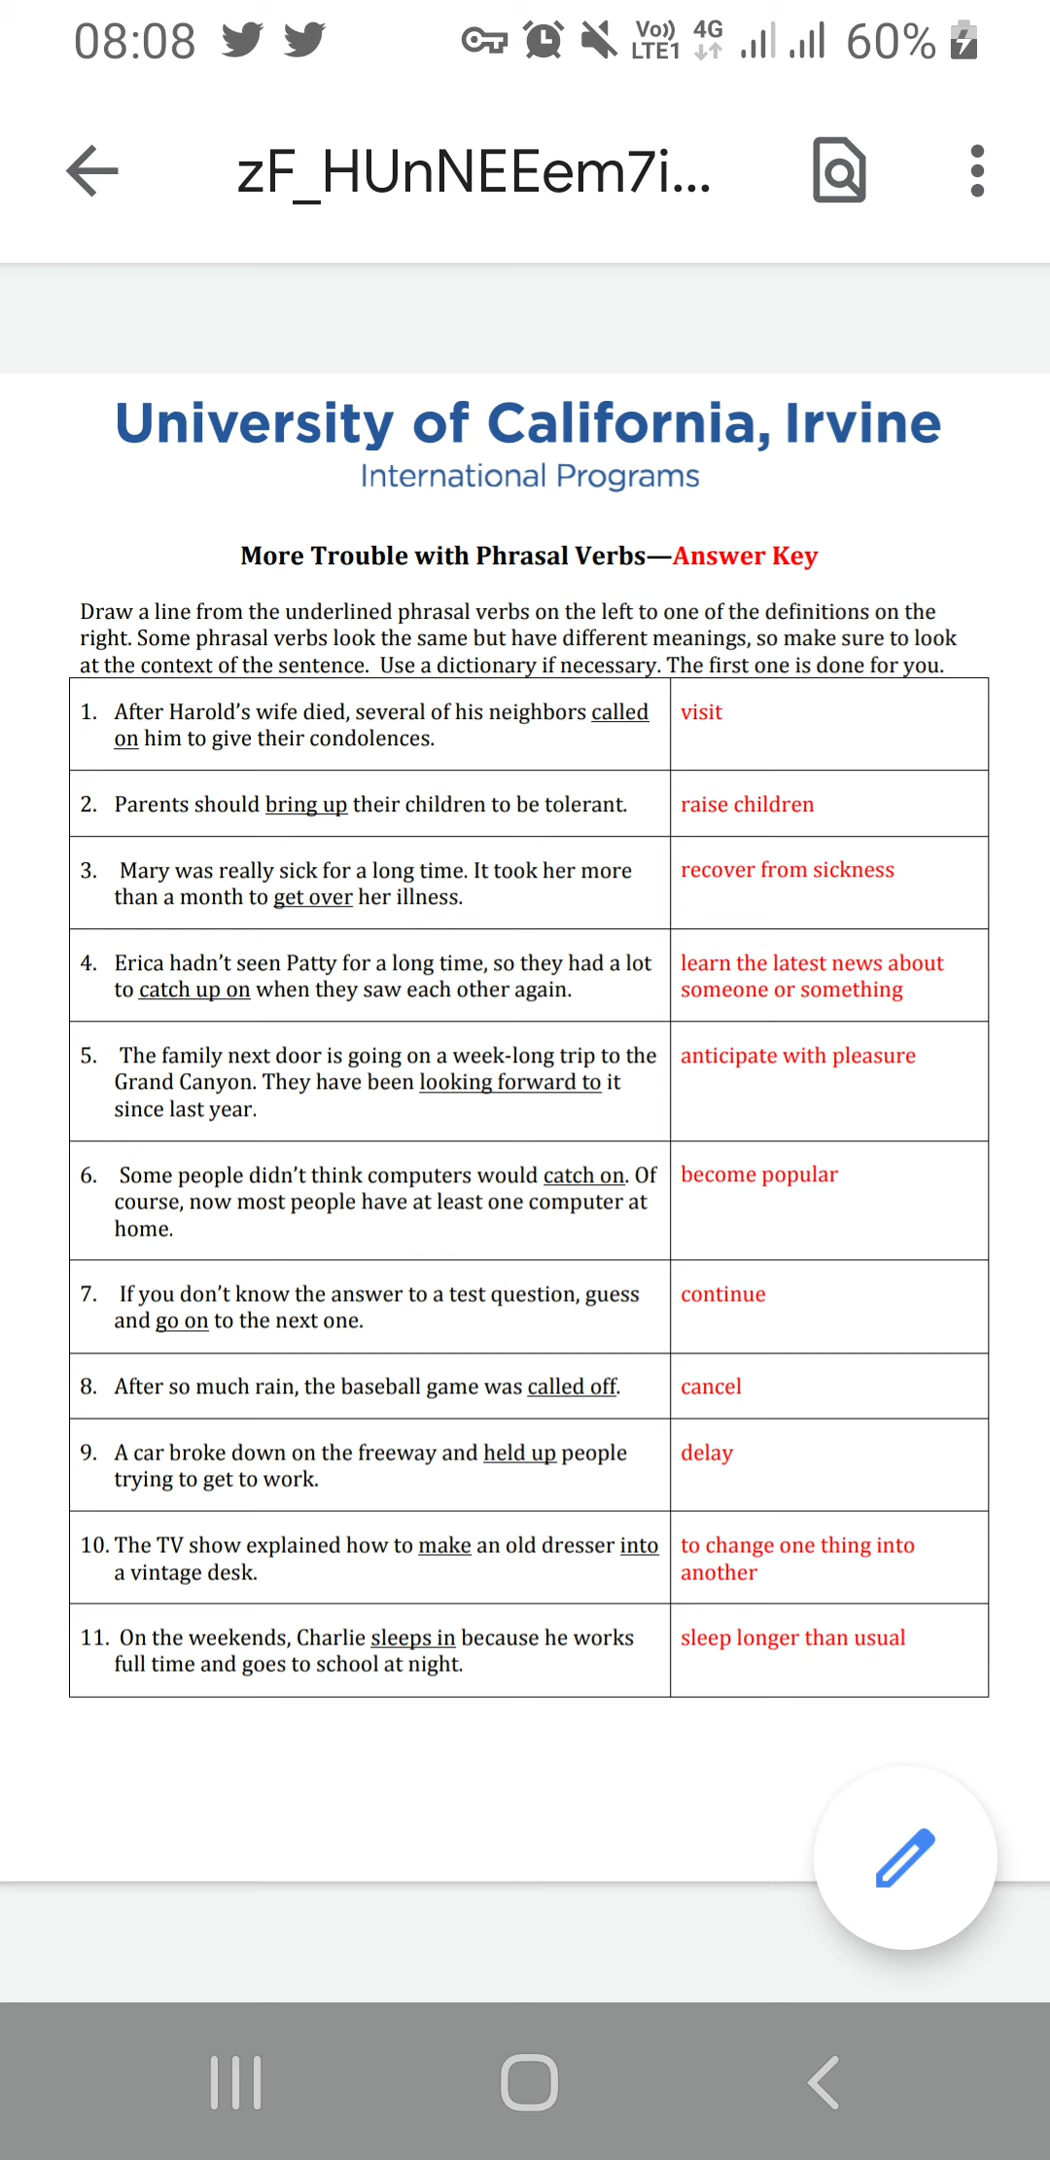 08:08 Vo)) LTE1 4G 60%
zF_HUnNEEem7i...
University of California, Irvine
International Programs
More Trouble with Phrasal Verbs—Answer Key
Draw a line from the underlined phrasal verbs on the left to one of the definitions on the
right. Some phrasal verbs look the same but have different meanings, so make sure to look
at the context of the sentence. Use a dictionary if necessary. The first one is done for you.
1. After Harold's wife died, several of his neighbors called
on him to give their condolences.
visit
2. Parents should bring up their children to be tolerant.
raise children
3. Mary was really sick for a long time. It took her more
than a month to get over her illness.
recover from sickness
4. Erica hadn't seen Patty for a long time, so they had a lot
to catch up on when they saw each other again.
learn the latest news about
someone or something
5. The family next door is going on a week-long trip to the
Grand Canyon. They have been looking forward to it
since last year.
anticipate with pleasure
6. Some people didn't think computers would catch on. Of
course, now most people have at least one computer at
home.
become popular
7. If you don't know the answer to a test question, guess
and go on to the next one.
continue
8. After so much rain, the baseball game was called off.
cancel
9. A car broke down on the freeway and held up people
trying to get to work.
delay
10. The TV show explained how to make an old dresser into
a vintage desk.
to change one thing into
another
11. On the weekends, Charlie sleeps in because he works
full time and goes to school at night.
sleep longer than usual